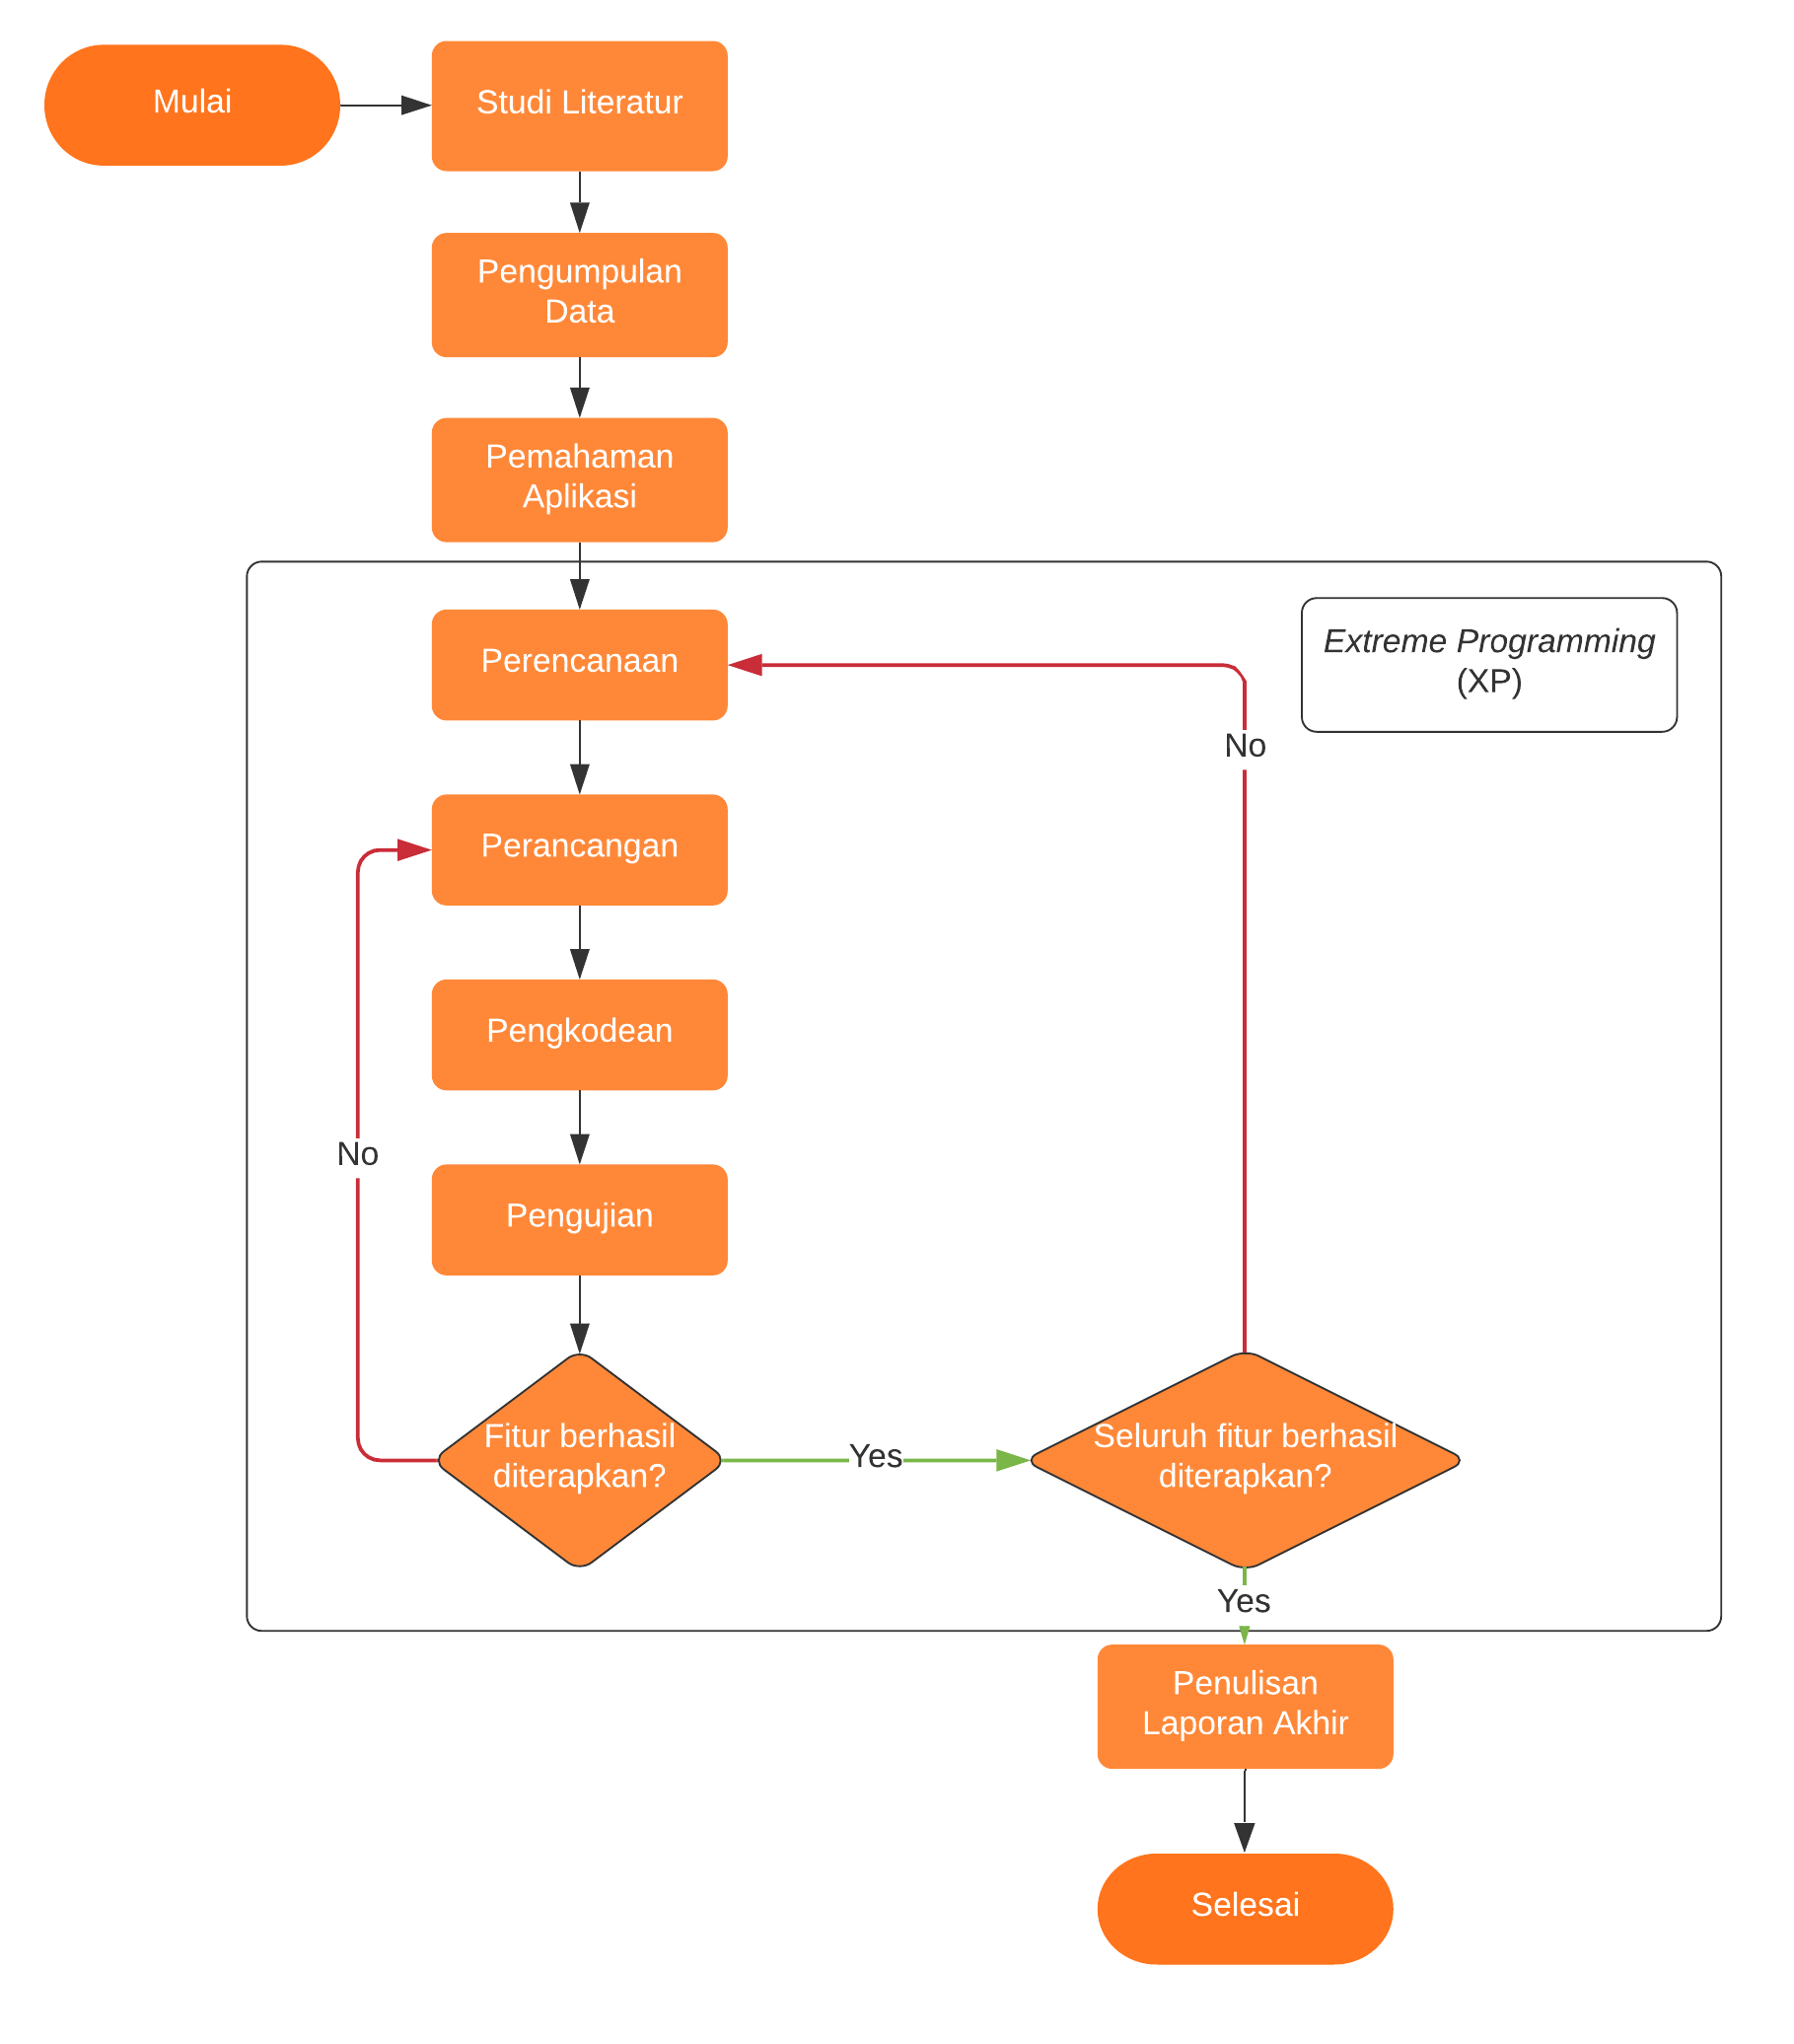 Mulai
Studi Literatur
Pengumpulan
Data
Pemahaman
Aplikasi
Extreme Programming
(XP)
Perencanaan
No
Perancangan
Pengkodean
No
Pengujian
Fitur berhasil
diterapkan?
Yes
Seluruh fitur berhasil
diterapkan?
Yes
Penulisan
Laporan Akhir
Selesai